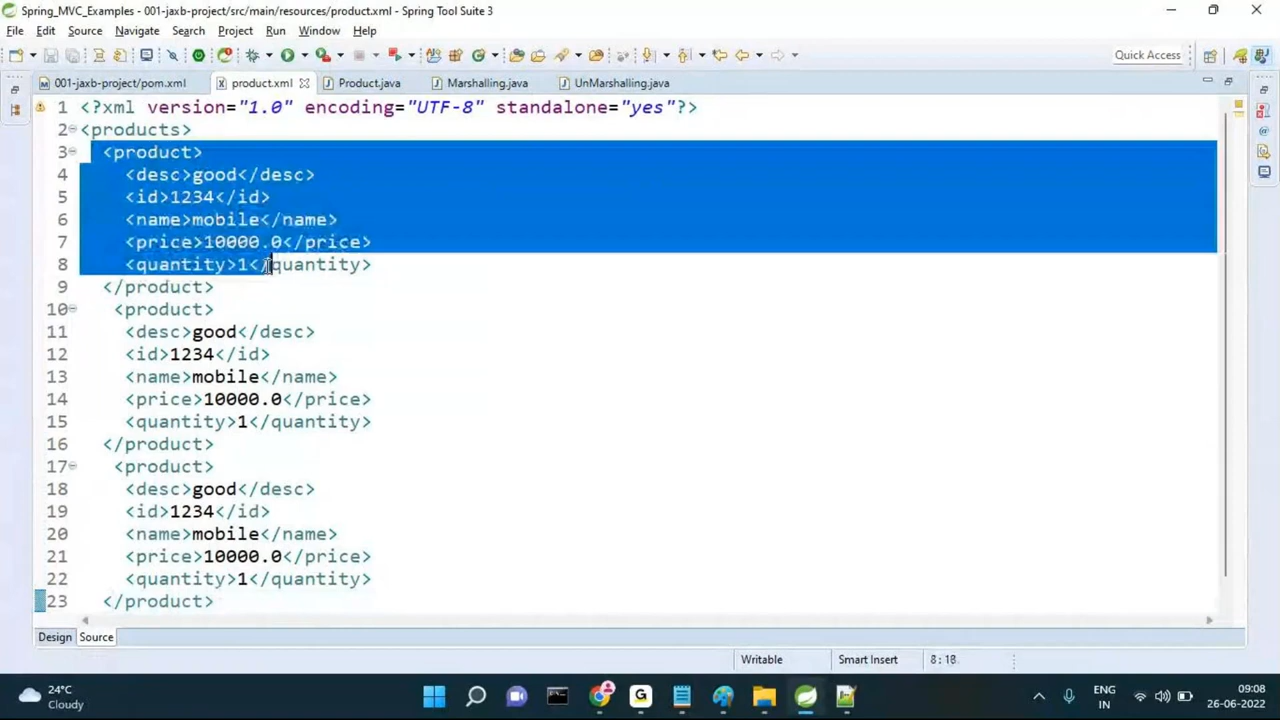 Spring_MVC_Examples - 001-jaxb-project/src/main/resources/product.xml - Spring Tool Suite 3
File Edit Source Navigate Search Project Run Window Help
Quick Access
001-jaxb-project/pom.xml product.xml Product.java Marshalling.java UnMarshalling.java
1 <?xml version="1.0" encoding="UTF-8" standalone="yes"?>
2 <products>
3 <product>
4 <desc>good</desc>
5 <id>1234</id>
6 <name>mobile</name>
7 <price>10000.0</price>
8 <quantity>1</quantity>
9 </product>
10 <product>
11 <desc>good</desc>
12 <id>1234</id>
13 <name>mobile</name>
14 <price>10000.0</price>
15 <quantity>1</quantity>
16 </product>
17 <product>
18 <desc>good</desc>
19 <id>1234</id>
20 <name>mobile</name>
21 <price>10000.0</price>
22 <quantity>1</quantity>
23 </product>
Design Source
Writable Smart Insert 8 : 18
24°C
Cloudy
ENG
IN
09:08
26-06-2022